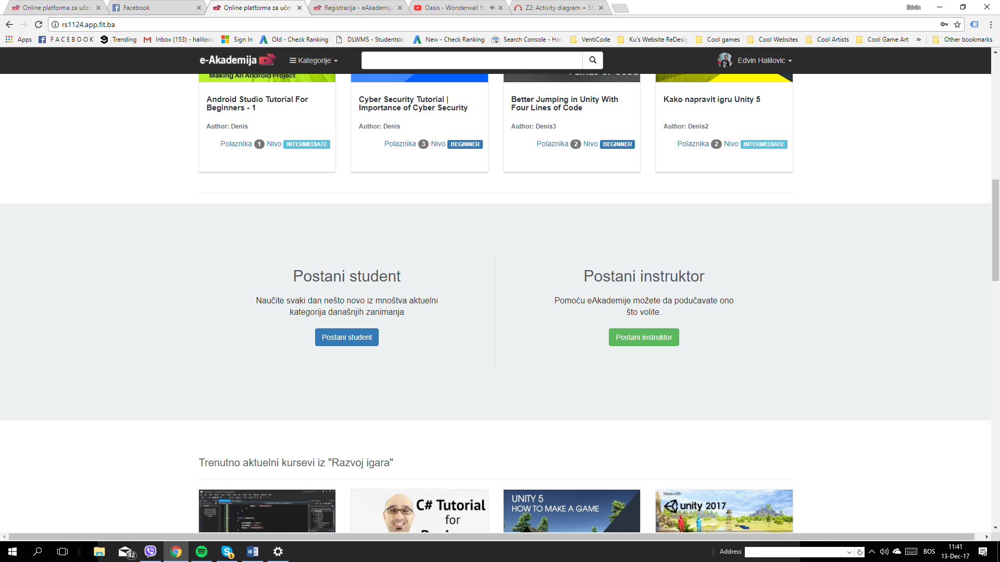 Online platforma za učen
Facebook
Online platforma za učen
Registracija - eAkademija
Oasis - Wonderwall ft.
Z2: Activity diagram + SR
Edvin
rs1124.app.fit.ba
Apps
F A C E B O O K
Trending
Inbox (153) - halilovic
Sign In
Old - Check Ranking
DLWMS - Studentski
New - Check Ranking
Search Console - Hor
VentiCode
Ku's Website ReDesig
Cool games
Cool Websites
Cool Artists
Cool Game Art
»
Other bookmarks
e-Akademija
Kategorije
Edvin Halilovic
Making An Android Project
Android Studio Tutorial For
Beginners - 1
Author: Denis
Polaznika 1 Nivo INTERMEDIATE
Cyber Security Tutorial |
Importance of Cyber Security
Author: Denis
Polaznika 3 Nivo BEGINNER
Better Jumping in Unity With
Four Lines of Code
Author: Denis3
Polaznika 2 Nivo BEGINNER
Kako napravit igru Unity 5
Author: Denis2
Polaznika 2 Nivo INTERMEDIATE
Postani student
Naučite svaki dan nešto novo iz mnoštva aktuelni
kategorija današnjih zanimanja
Postani student
Postani instruktor
Pomoću eAkademije možete da podučavate ono
što volite.
Postani instruktor
Trenutno aktuelni kursevi iz "Razvoj igara"
C# Tutorial
for
UNITY 5
HOW TO MAKE A GAME
Made with
unity 2017
32
1
Address
BOS
11:41
13-Dec-17